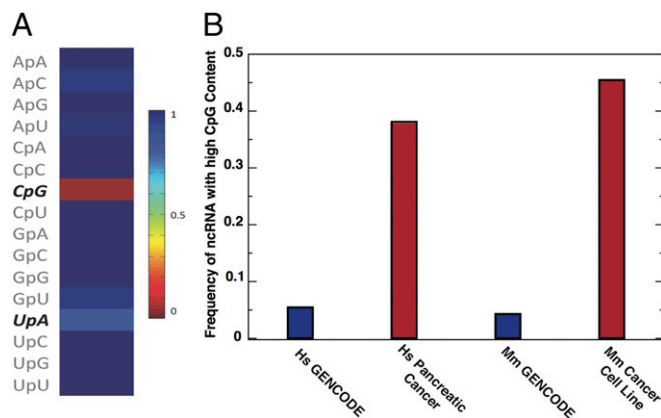 A
ApA
ApC
ApG
ApU
CpA
CpC
CpG
CpU
GpA
GpC
GpG
GpU
UpA
UpC
UpG
UpU
1
0.5
0
B
Frequency of ncRNA with high CpG Content
0.5
0.4
0.3
0.2
0.1
0
Hs GENCODE
Hs Pancreatic
Cancer
Mm GENCODE
Mm Cancer
Cell Line